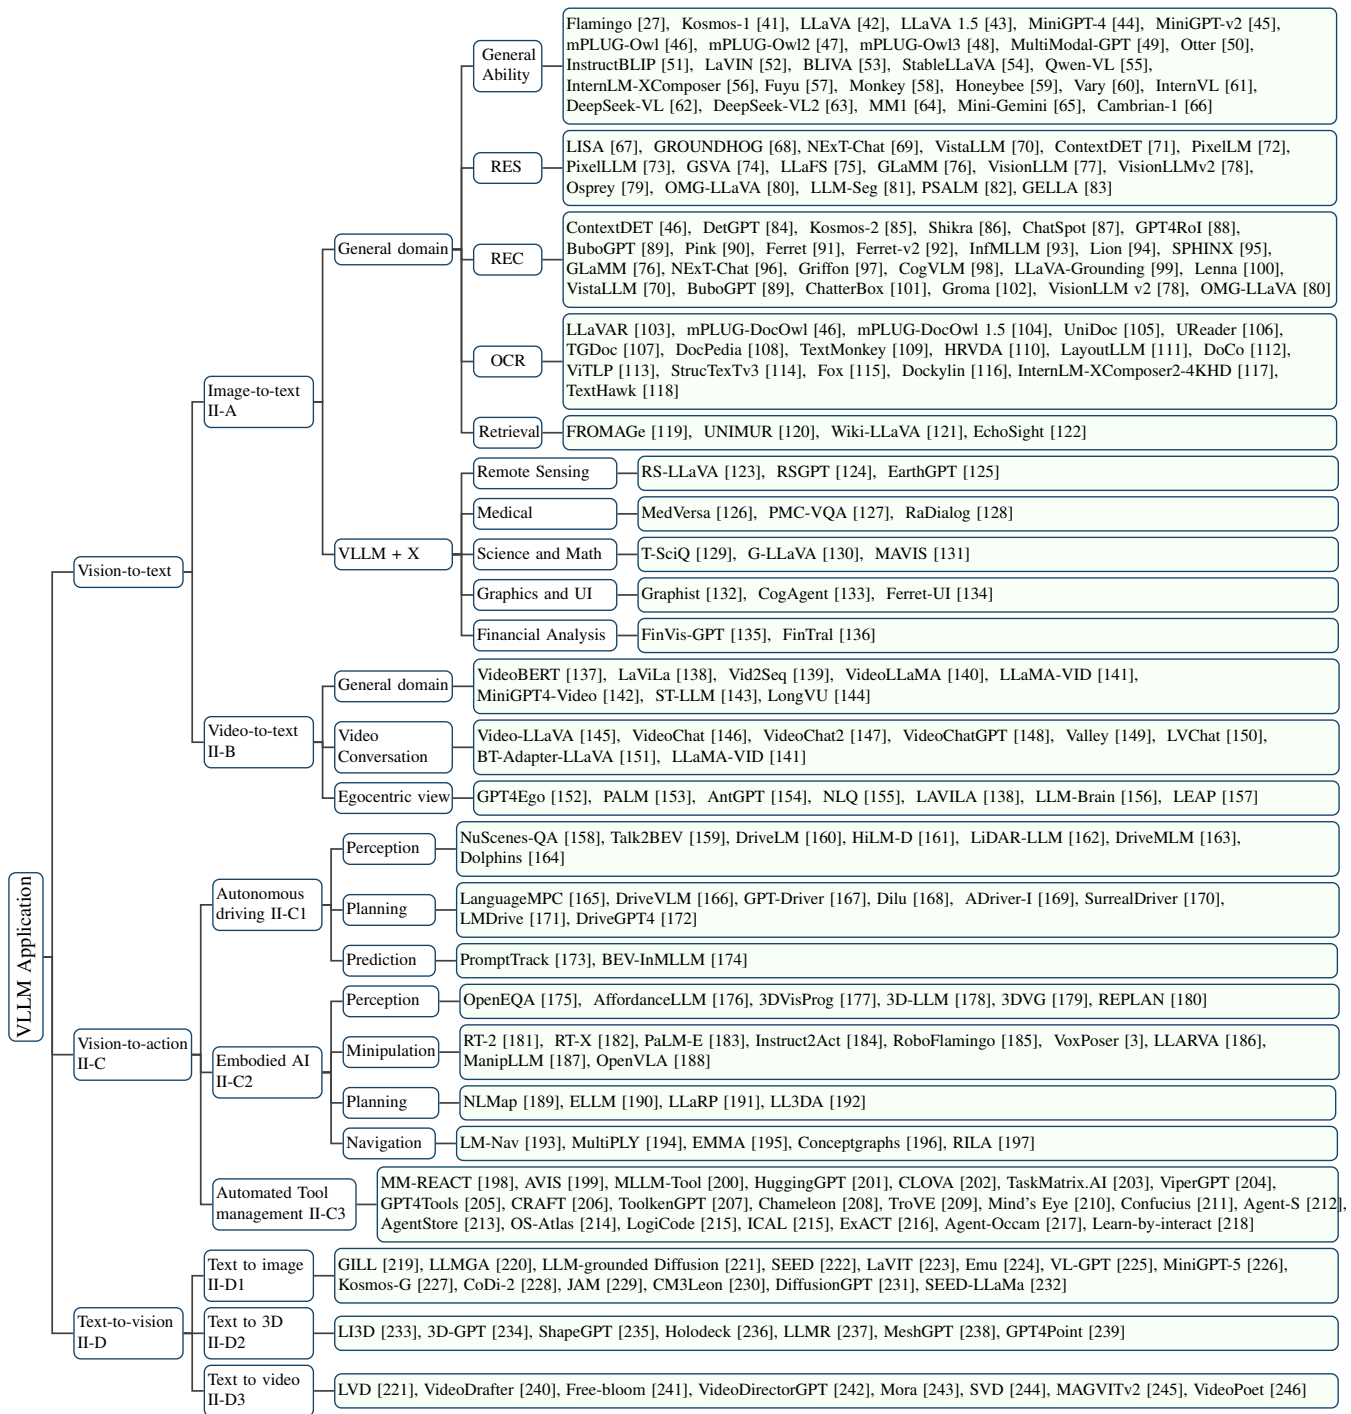 VLLM Application
Vision-to-text
Image-to-text
II-A
General domain
General
Ability
Flamingo [27], Kosmos-1 [41], LLaVA [42], LLaVA 1.5 [43], MiniGPT-4 [44], MiniGPT-v2 [45],
mPLUG-Owl [46], mPLUG-Owl2 [47], mPLUG-Owl3 [48], MultiModal-GPT [49], Otter [50],
InstructBLIP [51], LaVIN [52], BLIVA [53], StableLLaVA [54], Qwen-VL [55],
InternLM-XComposer [56], Fuyu [57], Monkey [58], Honeybee [59], Vary [60], InternVL [61],
DeepSeek-VL [62], DeepSeek-VL2 [63], MM1 [64], Mini-Gemini [65], Cambrian-1 [66]
RES
LISA [67], GROUNDHOG [68], NExT-Chat [69], VistaLLM [70], ContextDET [71], PixelLM [72],
PixelLLM [73], GSVA [74], LLaFS [75], GLaMM [76], VisionLLM [77], VisionLLMv2 [78],
Osprey [79], OMG-LLaVA [80], LLM-Seg [81], PSALM [82], GELLA [83]
REC
ContextDET [46], DetGPT [84], Kosmos-2 [85], Shikra [86], ChatSpot [87], GPT4RoI [88],
BuboGPT [89], Pink [90], Ferret [91], Ferret-v2 [92], InfMLLM [93], Lion [94], SPHINX [95],
GLaMM [76], NExT-Chat [96], Griffon [97], CogVLM [98], LLaVA-Grounding [99], Lenna [100],
VistaLLM [70], BuboGPT [89], ChatterBox [101], Groma [102], VisionLLM v2 [78], OMG-LLaVA [80]
OCR
LLaVAR [103], mPLUG-DocOwl [46], mPLUG-DocOwl 1.5 [104], UniDoc [105], UReader [106],
TGDoc [107], DocPedia [108], TextMonkey [109], HRVDA [110], LayoutLLM [111], DoCo [112],
ViTLP [113], StrucTexTv3 [114], Fox [115], Dockylin [116], InternLM-XComposer2-4KHD [117],
TextHawk [118]
Retrieval
FROMAGe [119], UNIMUR [120], Wiki-LLaVA [121], EchoSight [122]
VLLM + X
Remote Sensing
RS-LLaVA [123], RSGPT [124], EarthGPT [125]
Medical
MedVersa [126], PMC-VQA [127], RaDialog [128]
Science and Math
T-SciQ [129], G-LLaVA [130], MAVIS [131]
Graphics and UI
Graphist [132], CogAgent [133], Ferret-UI [134]
Financial Analysis
FinVis-GPT [135], FinTral [136]
Video-to-text
II-B
General domain
VideoBERT [137], LaViLa [138], Vid2Seq [139], VideoLLaMA [140], LLaMA-VID [141],
MiniGPT4-Video [142], ST-LLM [143], LongVU [144]
Video
Conversation
Video-LLaVA [145], VideoChat [146], VideoChat2 [147], VideoChatGPT [148], Valley [149], LVChat [150],
BT-Adapter-LLaVA [151], LLaMA-VID [141]
Egocentric view
GPT4Ego [152], PALM [153], AntGPT [154], NLQ [155], LAVILA [138], LLM-Brain [156], LEAP [157]
Vision-to-action
II-C
Autonomous
driving II-C1
Perception
NuScenes-QA [158], Talk2BEV [159], DriveLM [160], HiLM-D [161], LiDAR-LLM [162], DriveMLM [163],
Dolphins [164]
Planning
LanguageMPC [165], DriveVLM [166], GPT-Driver [167], Dilu [168], ADriver-I [169], SurrealDriver [170],
LMDrive [171], DriveGPT4 [172]
Prediction
PromptTrack [173], BEV-InMLLM [174]
Embodied AI
II-C2
Perception
OpenEQA [175], AffordanceLLM [176], 3DVisProg [177], 3D-LLM [178], 3DVG [179], REPLAN [180]
Minipulation
RT-2 [181], RT-X [182], PaLM-E [183], Instruct2Act [184], RoboFlamingo [185], VoxPoser [3], LLARVA [186],
ManipLLM [187], OpenVLA [188]
Planning
NLMap [189], ELLM [190], LLaRP [191], LL3DA [192]
Navigation
LM-Nav [193], MultiPLY [194], EMMA [195], Conceptgraphs [196], RILA [197]
Automated Tool
management II-C3
MM-REACT [198], AVIS [199], MLLM-Tool [200], HuggingGPT [201], CLOVA [202], TaskMatrix.AI [203], ViperGPT [204],
GPT4Tools [205], CRAFT [206], ToolkenGPT [207], Chameleon [208], TroVE [209], Mind's Eye [210], Confucius [211], Agent-S [212],
AgentStore [213], OS-Atlas [214], LogiCode [215], ICAL [215], ExACT [216], Agent-Occam [217], Learn-by-interact [218]
Text-to-vision
II-D
Text to image
II-D1
GILL [219], LLMGA [220], LLM-grounded Diffusion [221], SEED [222], LaVIT [223], Emu [224], VL-GPT [225], MiniGPT-5 [226],
Kosmos-G [227], CoDi-2 [228], JAM [229], CM3Leon [230], DiffusionGPT [231], SEED-LLaMa [232]
Text to 3D
II-D2
LI3D [233], 3D-GPT [234], ShapeGPT [235], Holodeck [236], LLMR [237], MeshGPT [238], GPT4Point [239]
Text to video
II-D3
LVD [221], VideoDrafter [240], Free-bloom [241], VideoDirectorGPT [242], Mora [243], SVD [244], MAGVITv2 [245], VideoPoet [246]